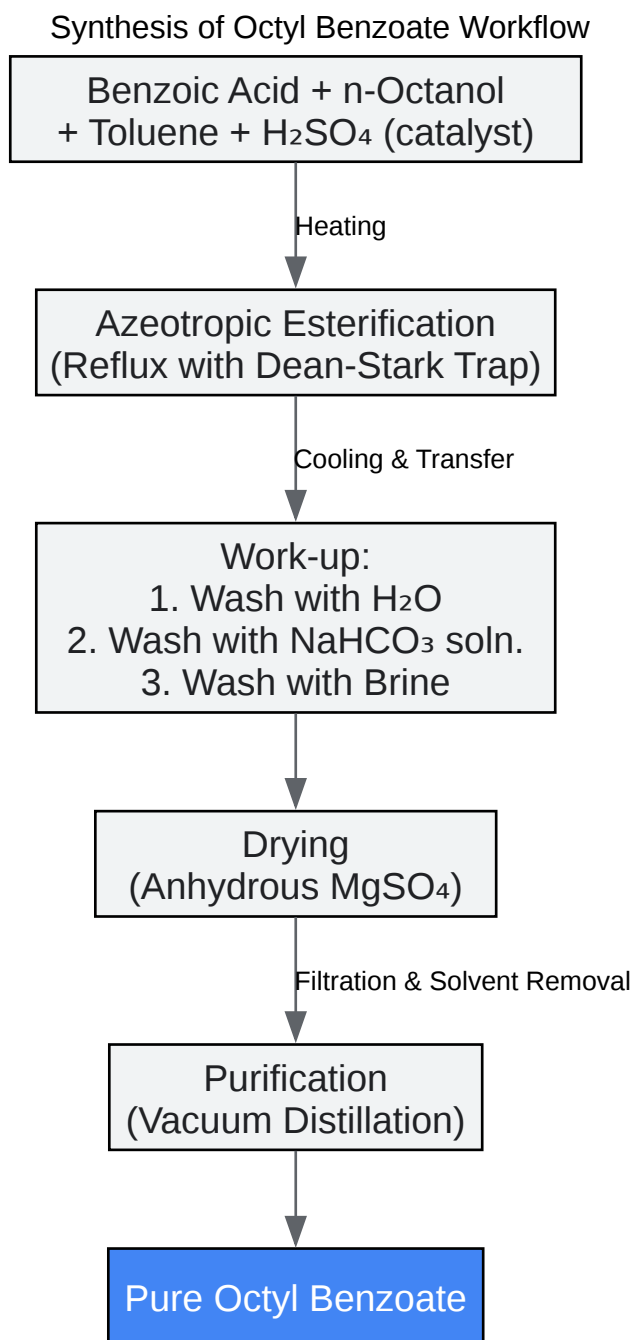 Synthesis of Octyl Benzoate Workflow
Benzoic Acid + n-Octanol
+ Toluene + H₂SO₄ (catalyst)
Heating
Azeotropic Esterification
(Reflux with Dean-Stark Trap)
Cooling & Transfer
Work-up:
1. Wash with H₂O
2. Wash with NaHCO₃ soln.
3. Wash with Brine
Drying
(Anhydrous MgSO₄)
Filtration & Solvent Removal
Purification
(Vacuum Distillation)
Pure Octyl Benzoate